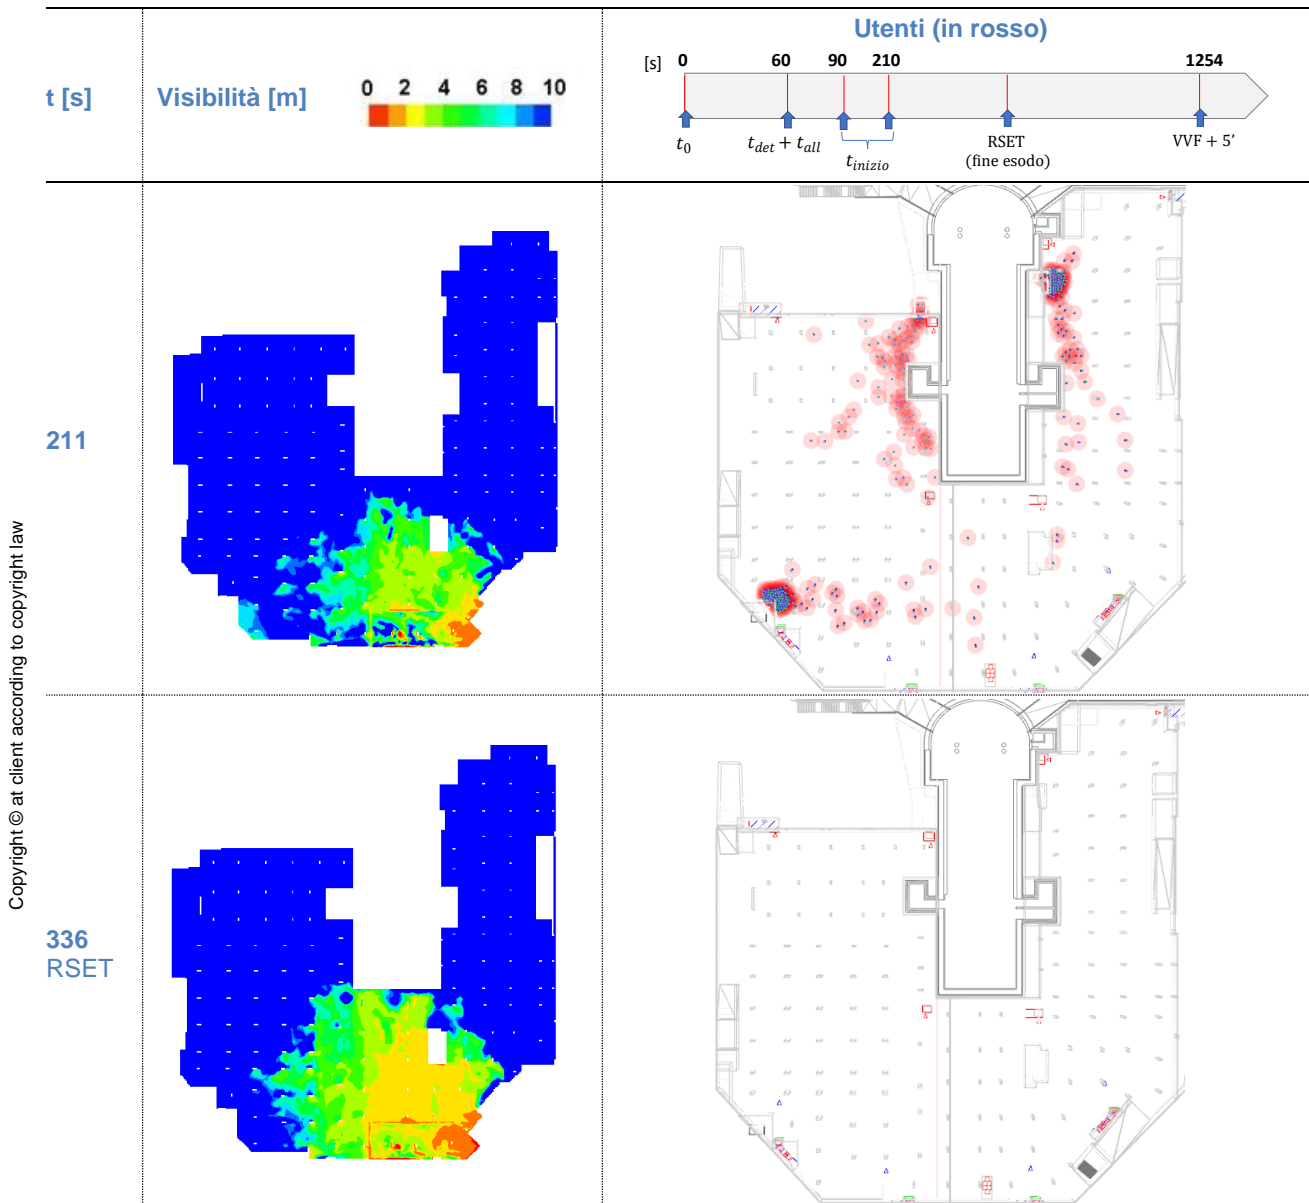 Utenti (in rosso)
t [s]
Visibilità [m]
0 2 4 6 8 10
[s] 0 60 90 210 1254
t0
tdet + tall
tinizio
RSET
(fine esodo)
VVF + 5’
211
336
RSET
Copyright © at client according to copyright law